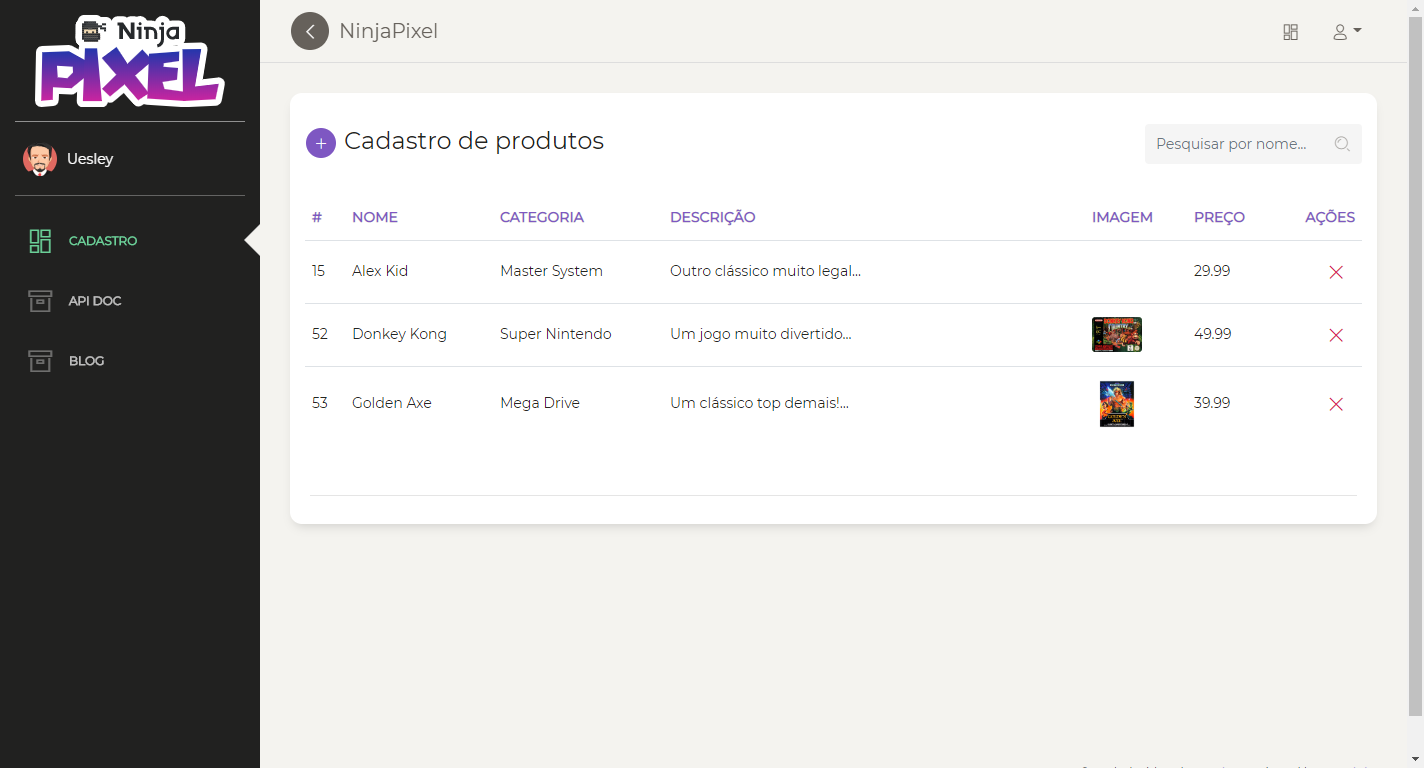 Ninja
PIXEL
NinjaPixel
Uesley
CADASTRO
API DOC
BLOG
Cadastro de produtos
Pesquisar por nome...
# NOME CATEGORIA DESCRIÇÃO IMAGEM PREÇO AÇÕES
15 Alex Kid Master System Outro clássico muito legal... 29.99
52 Donkey Kong Super Nintendo Um jogo muito divertido... 49.99
53 Golden Axe Mega Drive Um clássico top demais!... 39.99